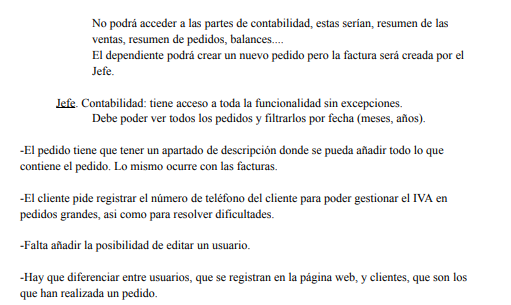 No podrá acceder a las partes de contabilidad, estas serían, resumen de las
ventas, resumen de pedidos, balances....
El dependiente podrá crear un nuevo pedido pero la factura será creada por el
Jefe.
Jefe. Contabilidad: tiene acceso a toda la funcionalidad sin excepciones.
Debe poder ver todos los pedidos y filtrarlos por fecha (meses, años).
-El pedido tiene que tener un apartado de descripción donde se pueda añadir todo lo que
contiene el pedido. Lo mismo ocurre con las facturas.
-El cliente pide registrar el número de teléfono del cliente para poder gestionar el IVA en
pedidos grandes, asi como para resolver dificultades.
-Falta añadir la posibilidad de editar un usuario.
-Hay que diferenciar entre usuarios, que se registran en la página web, y clientes, que son los
que han realizada un pedido.